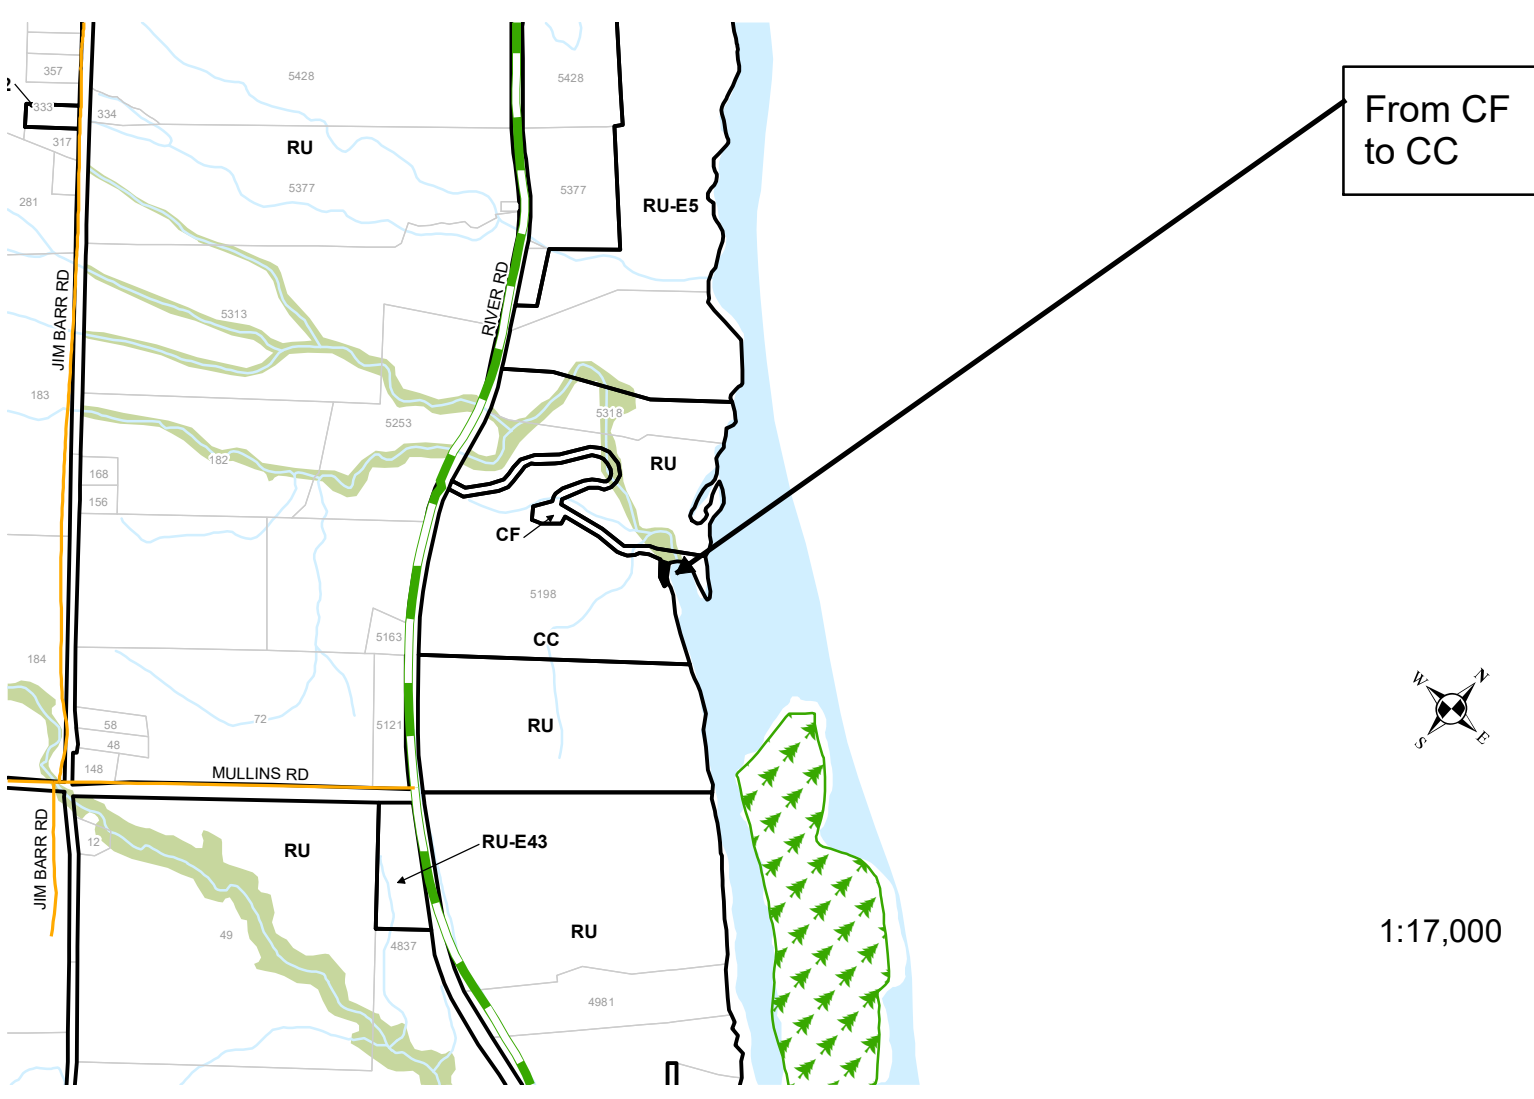 From CF
to CC
357
5428
5428
2
333
334
317
RU
5377
5377
281
RU-E5
JIM BARR RD
RIVER RD
5313
183
5253
5318
182
RU
168
156
CF
5198
5163
CC
184
72
5121
58
48
148
RU
MULLINS RD
W
N
S
E
JIM BARR RD
12
RU
RU-E43
49
4837
RU
1:17,000
4981